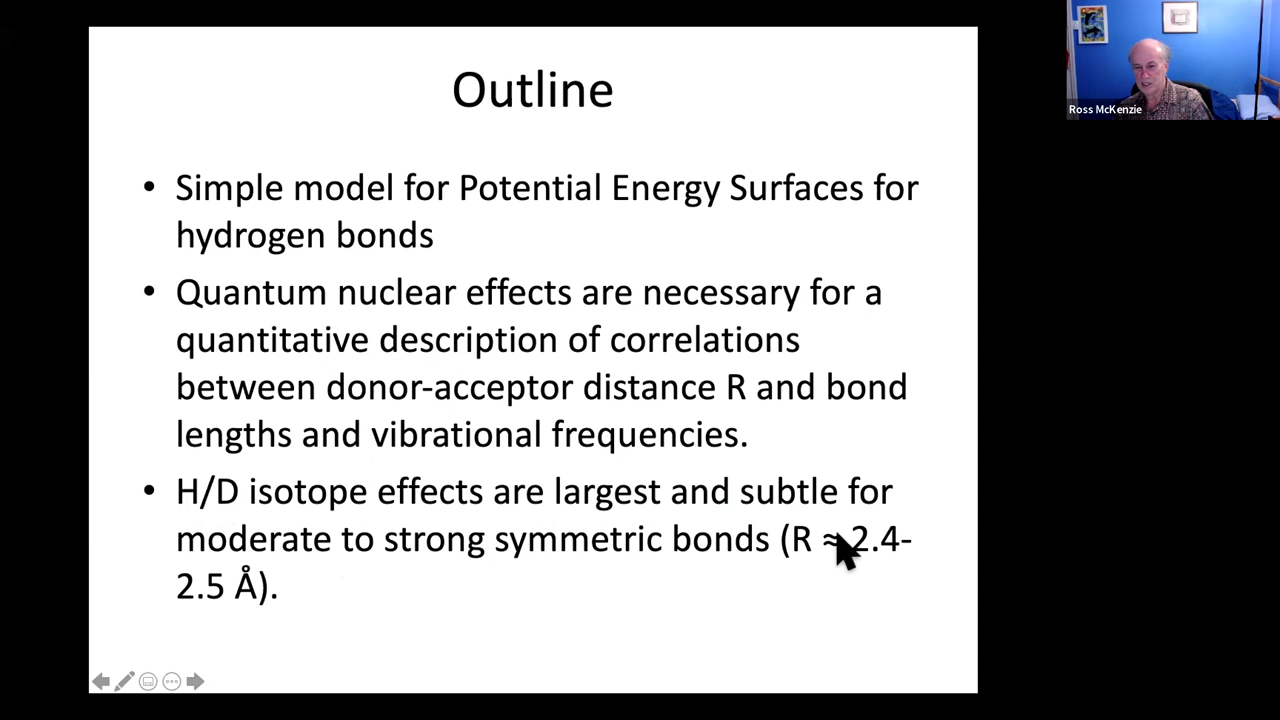 Outline
• Simple model for Potential Energy Surfaces for
hydrogen bonds
• Quantum nuclear effects are necessary for a
quantitative description of correlations
between donor-acceptor distance R and bond
lengths and vibrational frequencies.
• H/D isotope effects are largest and subtle for
moderate to strong symmetric bonds (R ≈ 2.4-
2.5 Å).
Ross McKenzie